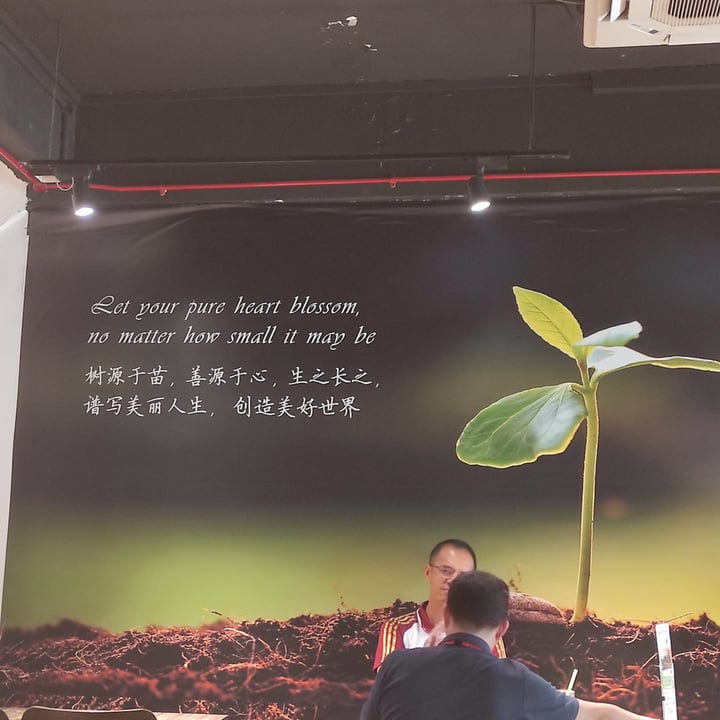 Let your pure heart blossom,
no matter how small it may be
树源于苗，善源于心，生之长之，
谱写美丽人生，创造美好世界